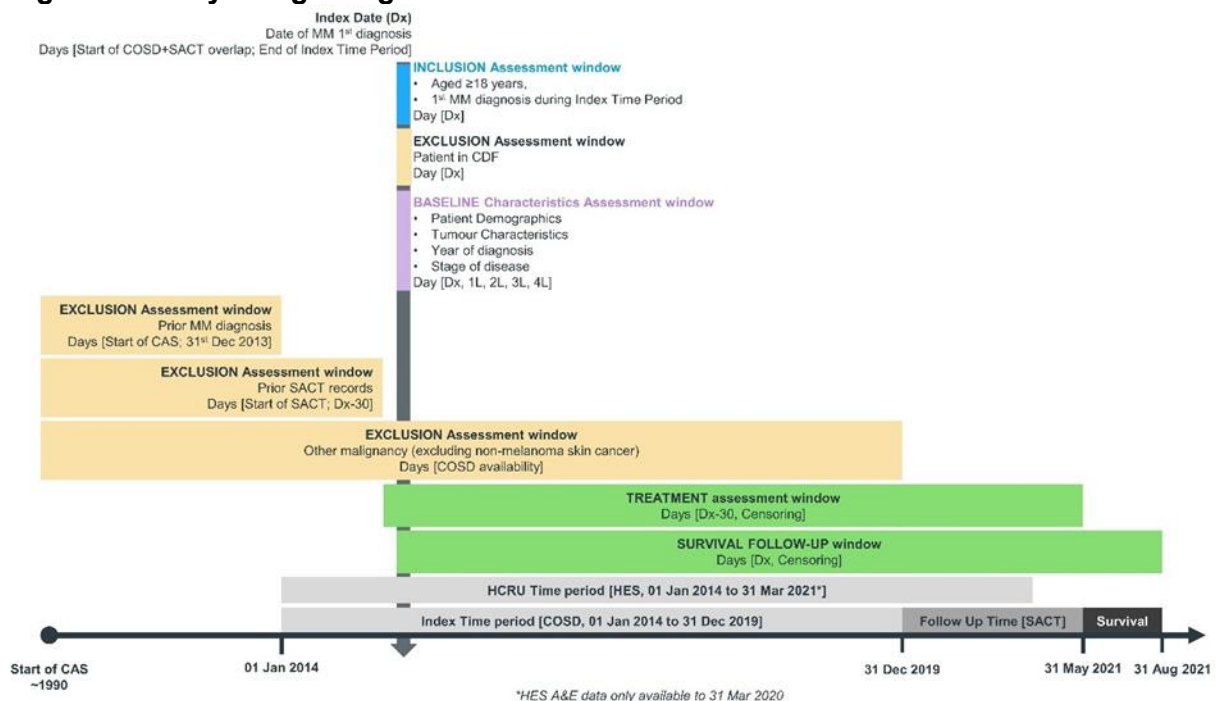 Index Date (Dx)
Date of MM 1st diagnosis
Days [Start of COSD+SACT overlap; End of Index Time Period]
INCLUSION Assessment window
• Aged ≥18 years,
• 1st MM diagnosis during Index Time Period
Day [Dx]
EXCLUSION Assessment window
Patient in CDF
Day [Dx]
BASELINE Characteristics Assessment window
• Patient Demographics
• Tumour Characteristics
• Year of diagnosis
• Stage of disease
Day [Dx, 1L, 2L, 3L, 4L]
EXCLUSION Assessment window
Prior MM diagnosis
Days [Start of CAS; 31st Dec 2013]
EXCLUSION Assessment window
Prior SACT records
Days [Start of SACT; Dx-30]
EXCLUSION Assessment window
Other malignancy (excluding non-melanoma skin cancer)
Days [COSD availability]
TREATMENT assessment window
Days [Dx-30, Censoring]
SURVIVAL FOLLOW-UP window
Days [Dx, Censoring]
HCRU Time period [HES, 01 Jan 2014 to 31 Mar 2021*]
Index Time period [COSD, 01 Jan 2014 to 31 Dec 2019]
Follow Up Time [SACT]
Survival
Start of CAS
~1990
01 Jan 2014
31 Dec 2019
31 May 2021
31 Aug 2021
*HES A&E data only available to 31 Mar 2020